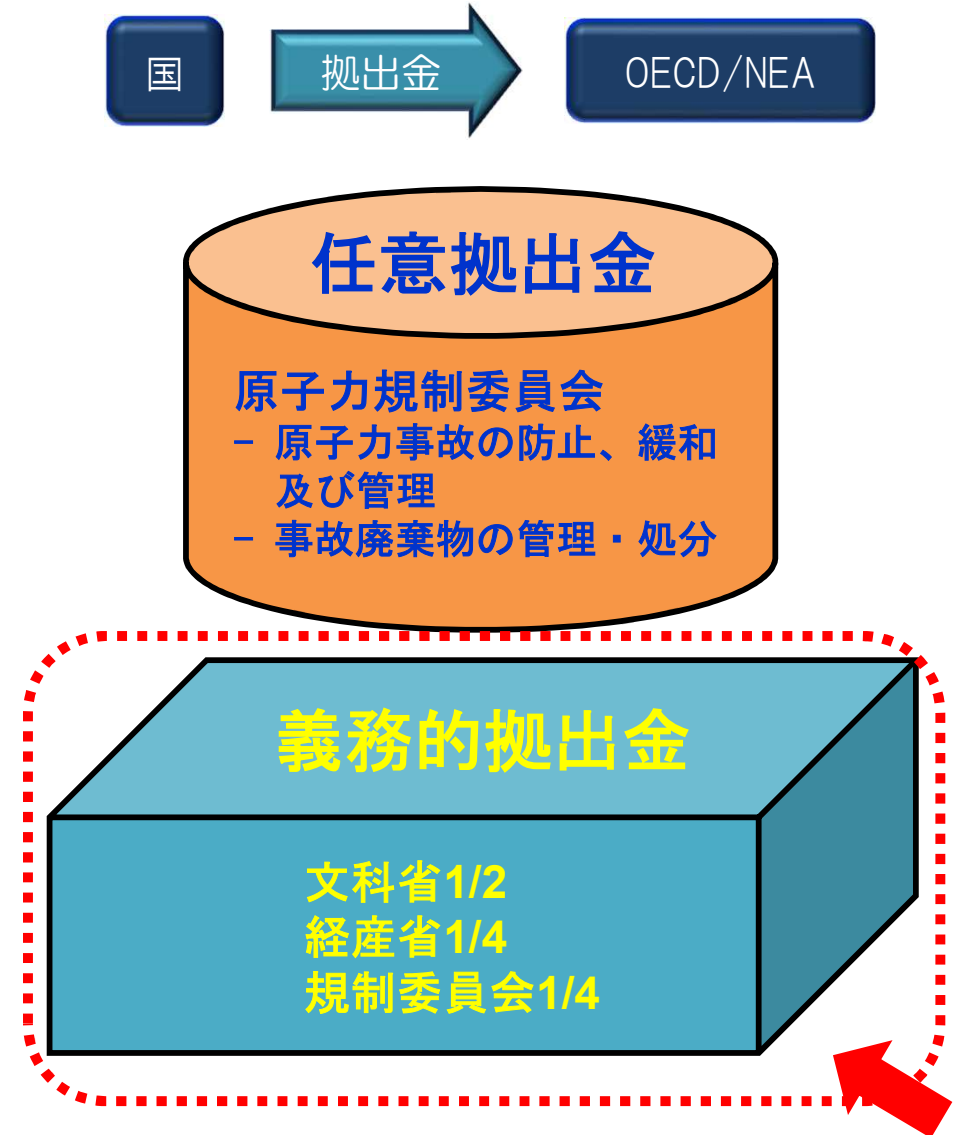 国
拠出金
OECD/NEA
任意拠出金
原子力規制委員会
− 原子力事故の防止、緩和
及び管理
− 事故廃棄物の管理・処分
義務的拠出金
文科省1/2
経産省1/4
規制委員会1/4